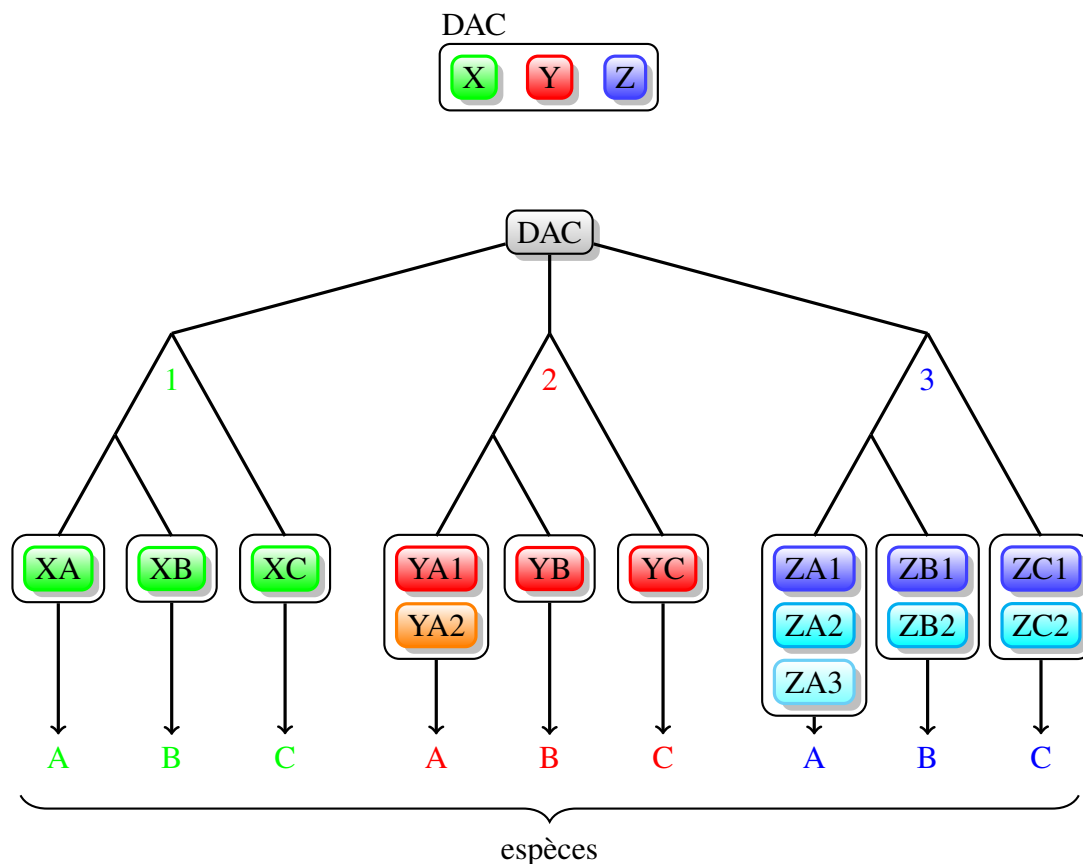 DAC
X Y Z
DAC
1 2 3
XA XB XC YA1 YB YC ZA1 ZB1 ZC1
YA2 ZA2 ZB2 ZC2
ZA3
A B C A B C A B C
espèces